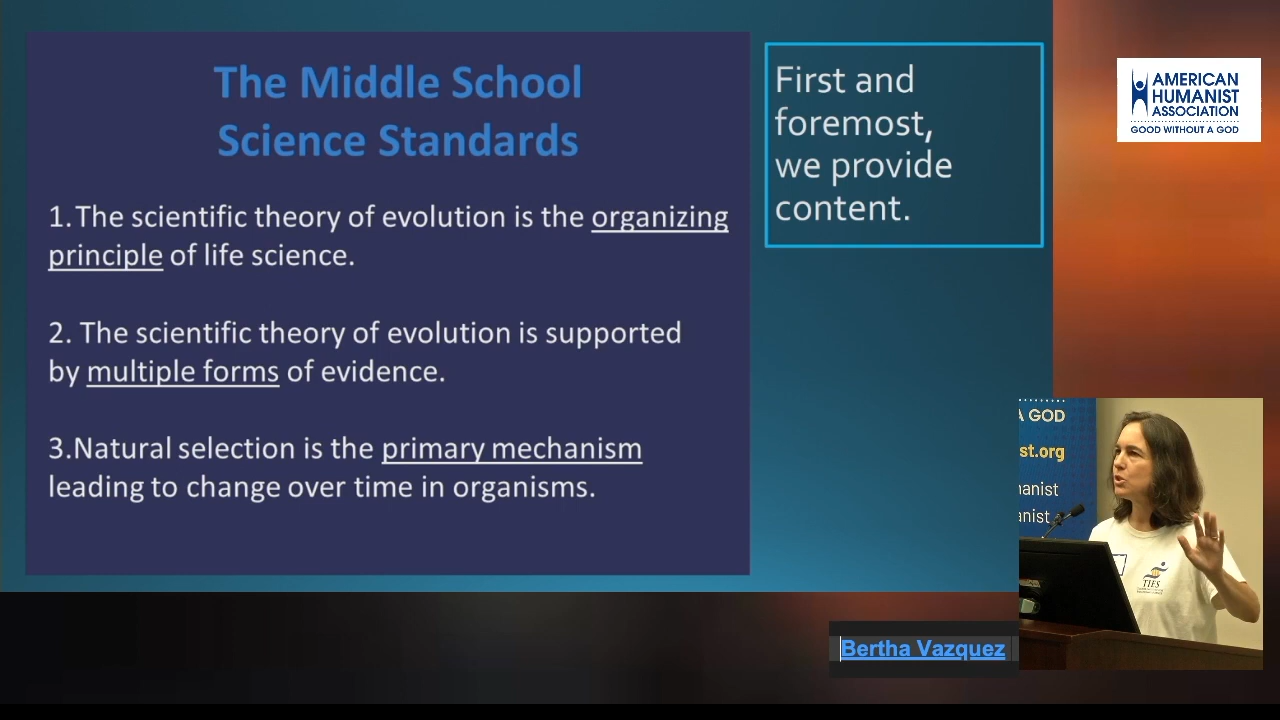 The Middle School
Science Standards
1.The scientific theory of evolution is the organizing
principle of life science.
2. The scientific theory of evolution is supported
by multiple forms of evidence.
3.Natural selection is the primary mechanism
leading to change over time in organisms.
First and
foremost,
we provide
content.
AMERICAN
HUMANIST
ASSOCIATION
GOOD WITHOUT A GOD
A GOD
st.org
anist
anist
TIES
Bertha Vazquez